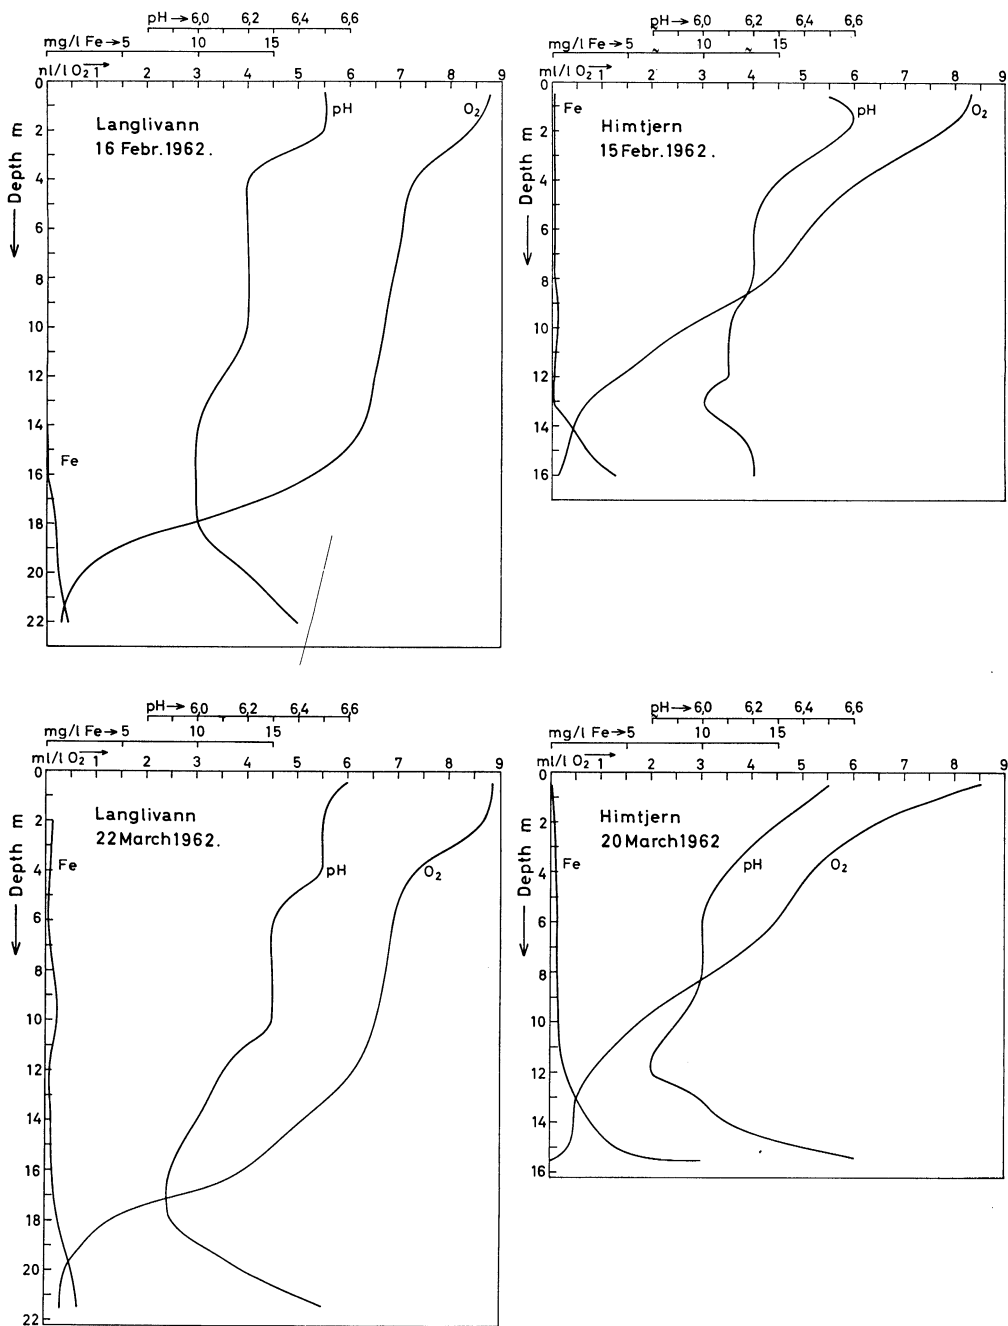 pH→6,0 6,2 6,4 6,6
mg/l Fe→5 10 15
ml/l O2 1 2 3 4 5 6 7 8 9
0
2
4
6
8
10
12
14
16
18
20
22
← Depth m
Langlivann
16 Febr. 1962.
pH
O2
Fe
pH→6,0 6,2 6,4 6,6
mg/l Fe→5 10 15
ml/l O2 1 2 3 4 5 6 7 8 9
0
2
4
6
8
10
12
14
16
← Depth m
Fe
Himtjern
15 Febr. 1962.
pH
O2
pH→6,0 6,2 6,4 6,6
mg/l Fe→5 10 15
ml/l O2 1 2 3 4 5 6 7 8 9
0
2
4
6
8
10
12
14
16
18
20
22
← Depth m
Langlivann
22 March 1962.
Fe
pH
O2
pH→6,0 6,2 6,4 6,6
mg/l Fe→5 10 15
ml/l O2 1 2 3 4 5 6 7 8 9
0
2
4
6
8
10
12
14
16
← Depth m
Himtjern
20 March 1962
Fe
pH
O2